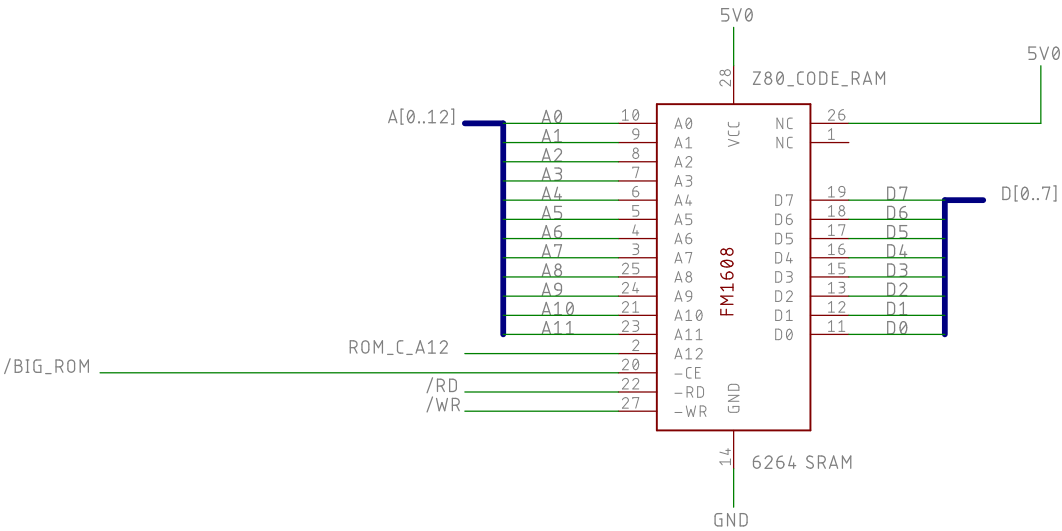 5V0
5V0
28
Z80_CODE_RAM
A[0..12]
A0 10 A0 VCC NC 26
A1 9 A1 NC 1
A2 8 A2
A3 7 A3
A4 6 A4 D7 19 D7 D[0..7]
A5 5 A5 D6 18 D6
A6 4 A6 D5 17 D5
A7 3 A7 D4 16 D4
A8 25 A8 D3 15 D3
A9 24 A9 D2 13 D2
A10 21 A10 D1 12 D1
A11 23 A11 D0 11 D0
FM1608
ROM_C_A12 2 A12
/BIG_ROM 20 -CE
/RD 22 -RD
/WR 27 -WR
GND
14
6264 SRAM
GND